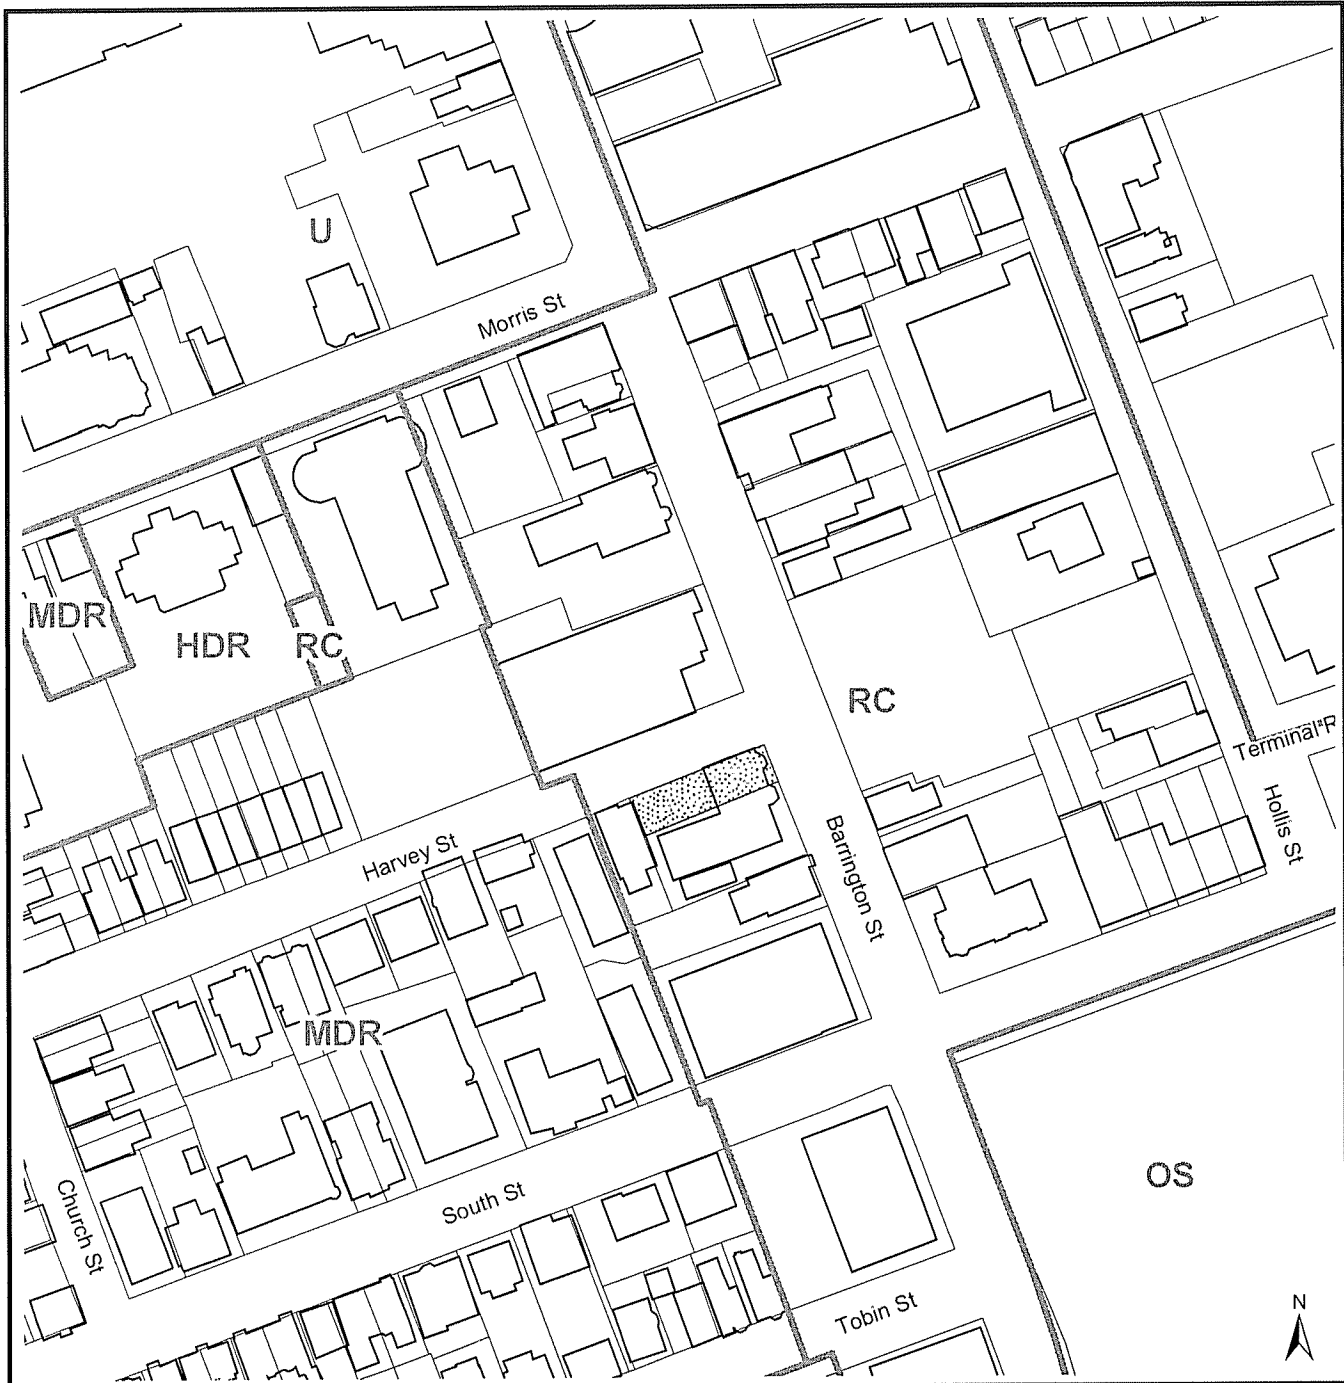 U
Morris St
MDR
HDR
RC
RC
Terminal R
Hollis St
Barrington St
Harvey St
MDR
OS
South St
Church St
Tobin St
N